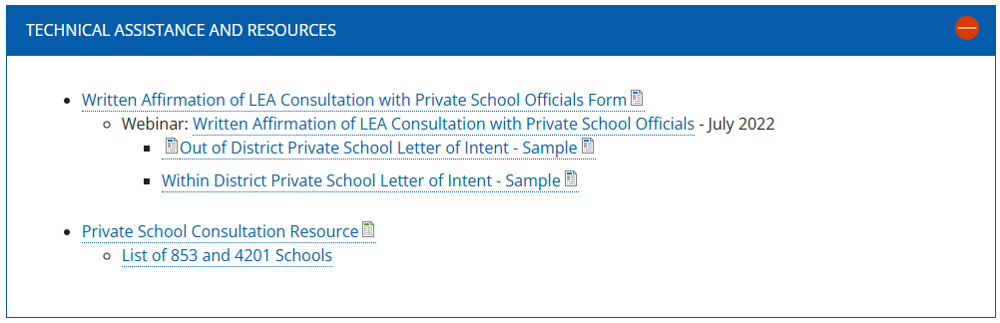 TECHNICAL ASSISTANCE AND RESOURCES
Written Affirmation of LEA Consultation with Private School Officials Form
Webinar: Written Affirmation of LEA Consultation with Private School Officials - July 2022
Out of District Private School Letter of Intent - Sample
Within District Private School Letter of Intent - Sample
Private School Consultation Resource
List of 853 and 4201 Schools